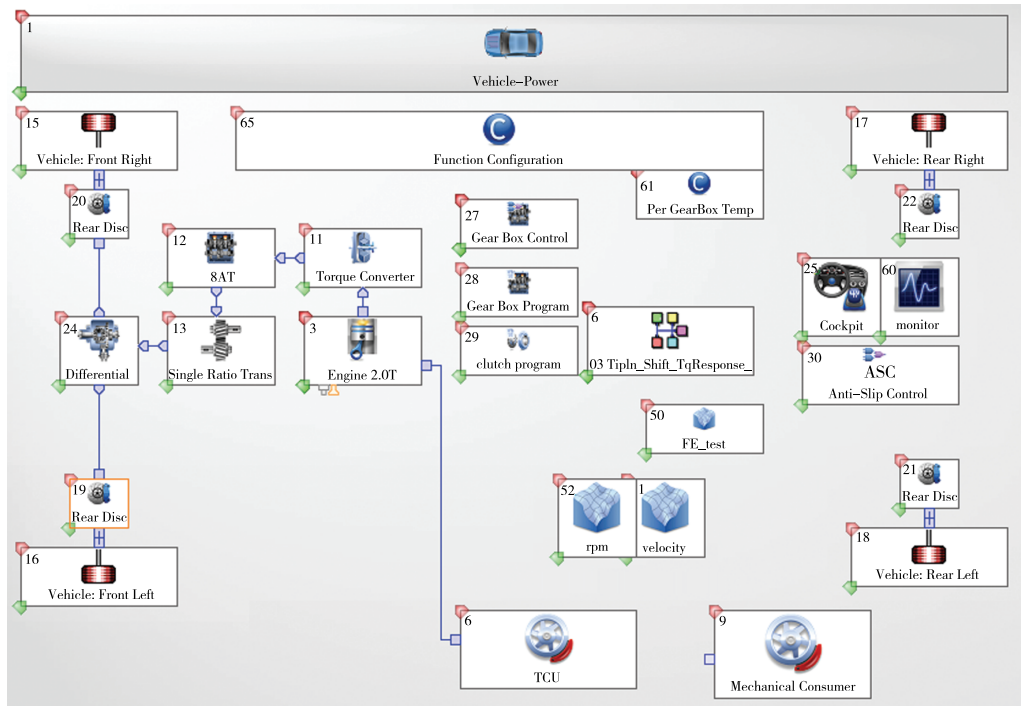 1
Vehicle-Power
15
Vehicle: Front Right
65
Function Configuration
17
Vehicle: Rear Right
61
Per GearBox Temp
20
Rear Disc
22
Rear Disc
27
Gear Box Control
12
8AT
11
Torque Converter
25
Cockpit
60
monitor
28
Gear Box Program
24
Differential
13
Single Ratio Trans
3
Engine 2.0T
29
clutch program
6
03 TipIn_Shift_TqResponse_
30
ASC
Anti-Slip Control
50
FE_test
19
Rear Disc
52
rpm
1
velocity
21
Rear Disc
16
Vehicle: Front Left
18
Vehicle: Rear Left
6
TCU
9
Mechanical Consumer